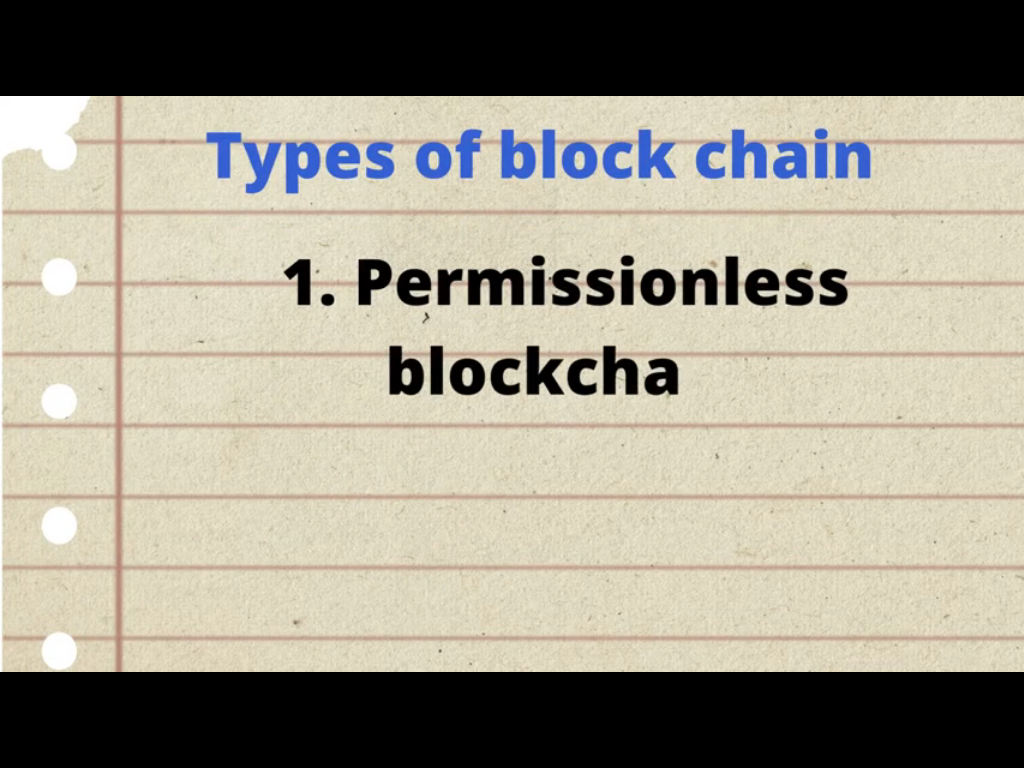 Types of block chain
1. Permissionless
blockcha